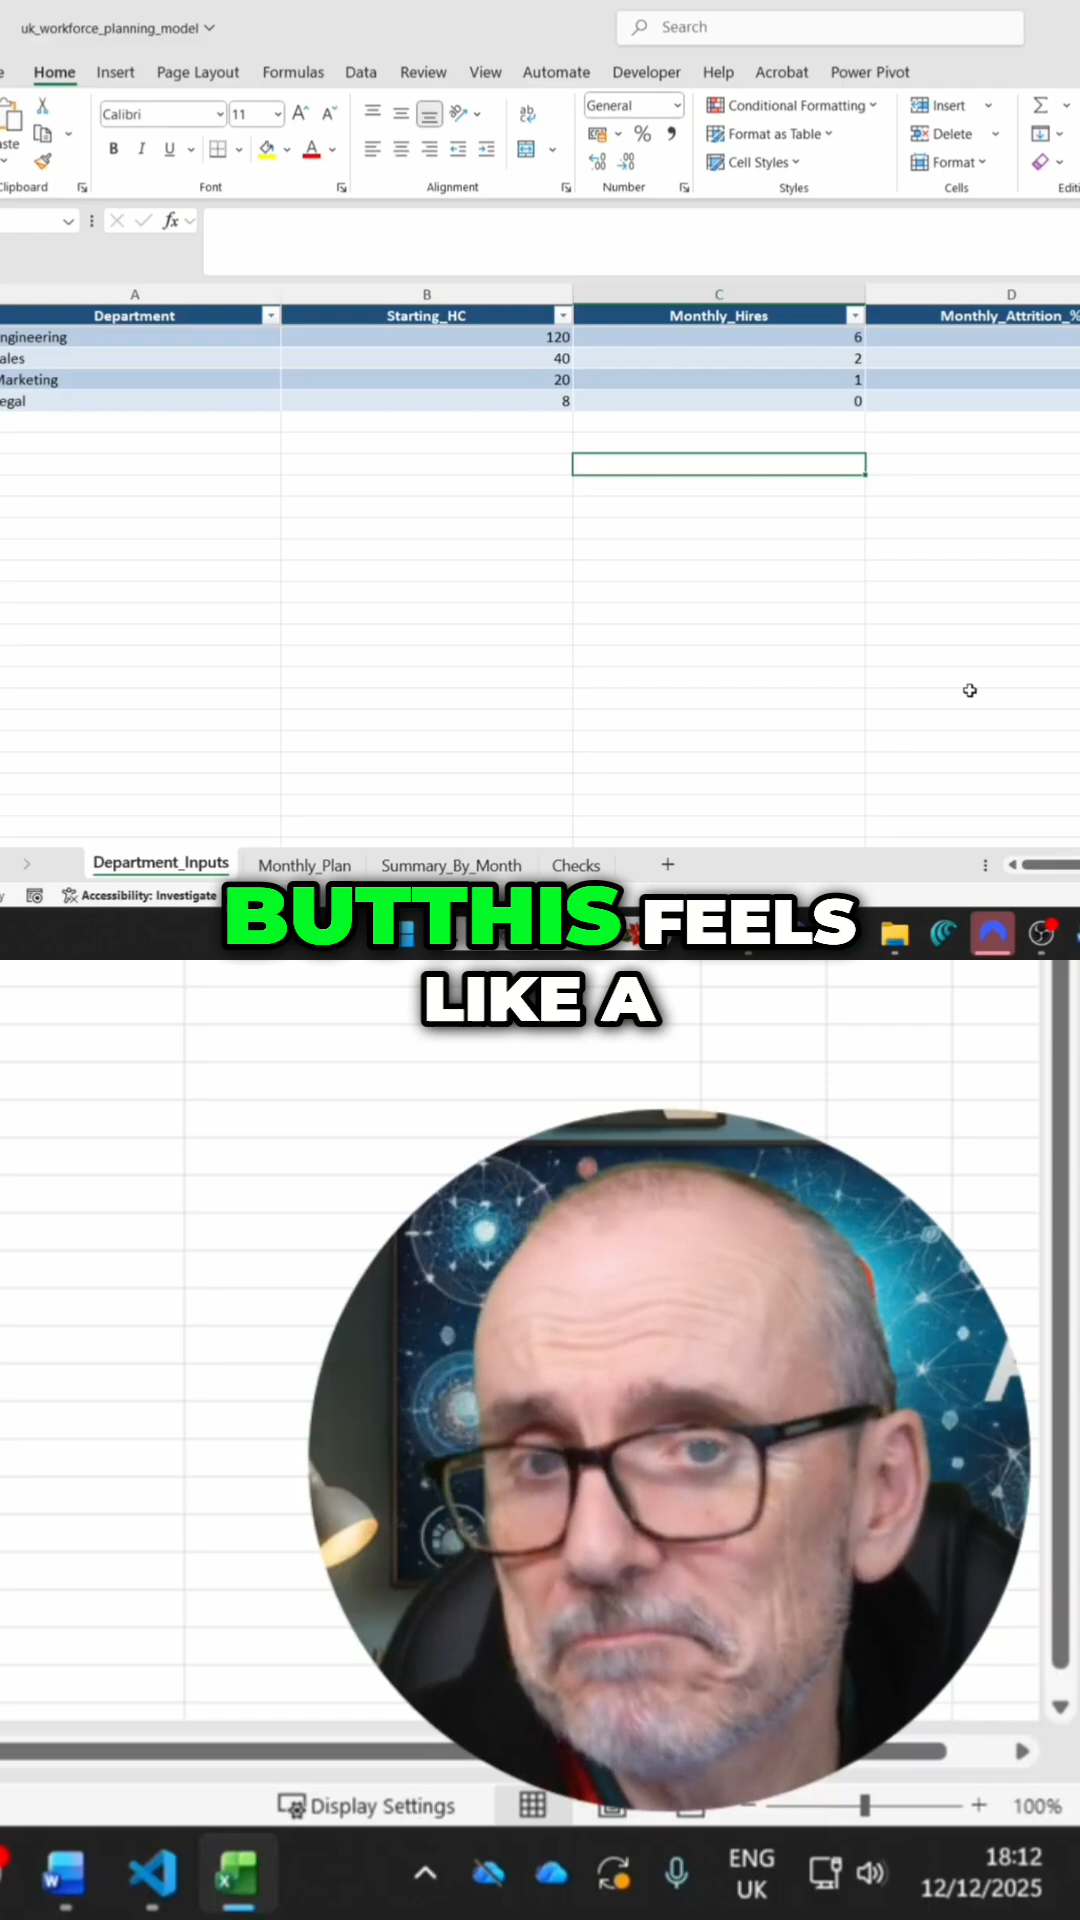 uk_workforce_planning_model
Search
Home Insert Page Layout Formulas Data Review View Automate Developer Help Acrobat Power Pivot
Calibri 11
General
Conditional Formatting
Format as Table
Cell Styles
Insert
Delete
Format
B I U
Font Alignment Number Styles Cells
fx
A B C D
Department Starting_HC Monthly_Hires Monthly_Attrition_%
ngineering 120 6
ales 40 2
Marketing 20 1
egal 8 0
Department_Inputs Monthly_Plan Summary_By_Month Checks
Accessibility: Investigate
BUTTHIS FEELS
LIKE A
A
Display Settings 100%
ENG
UK
18:12
12/12/2025